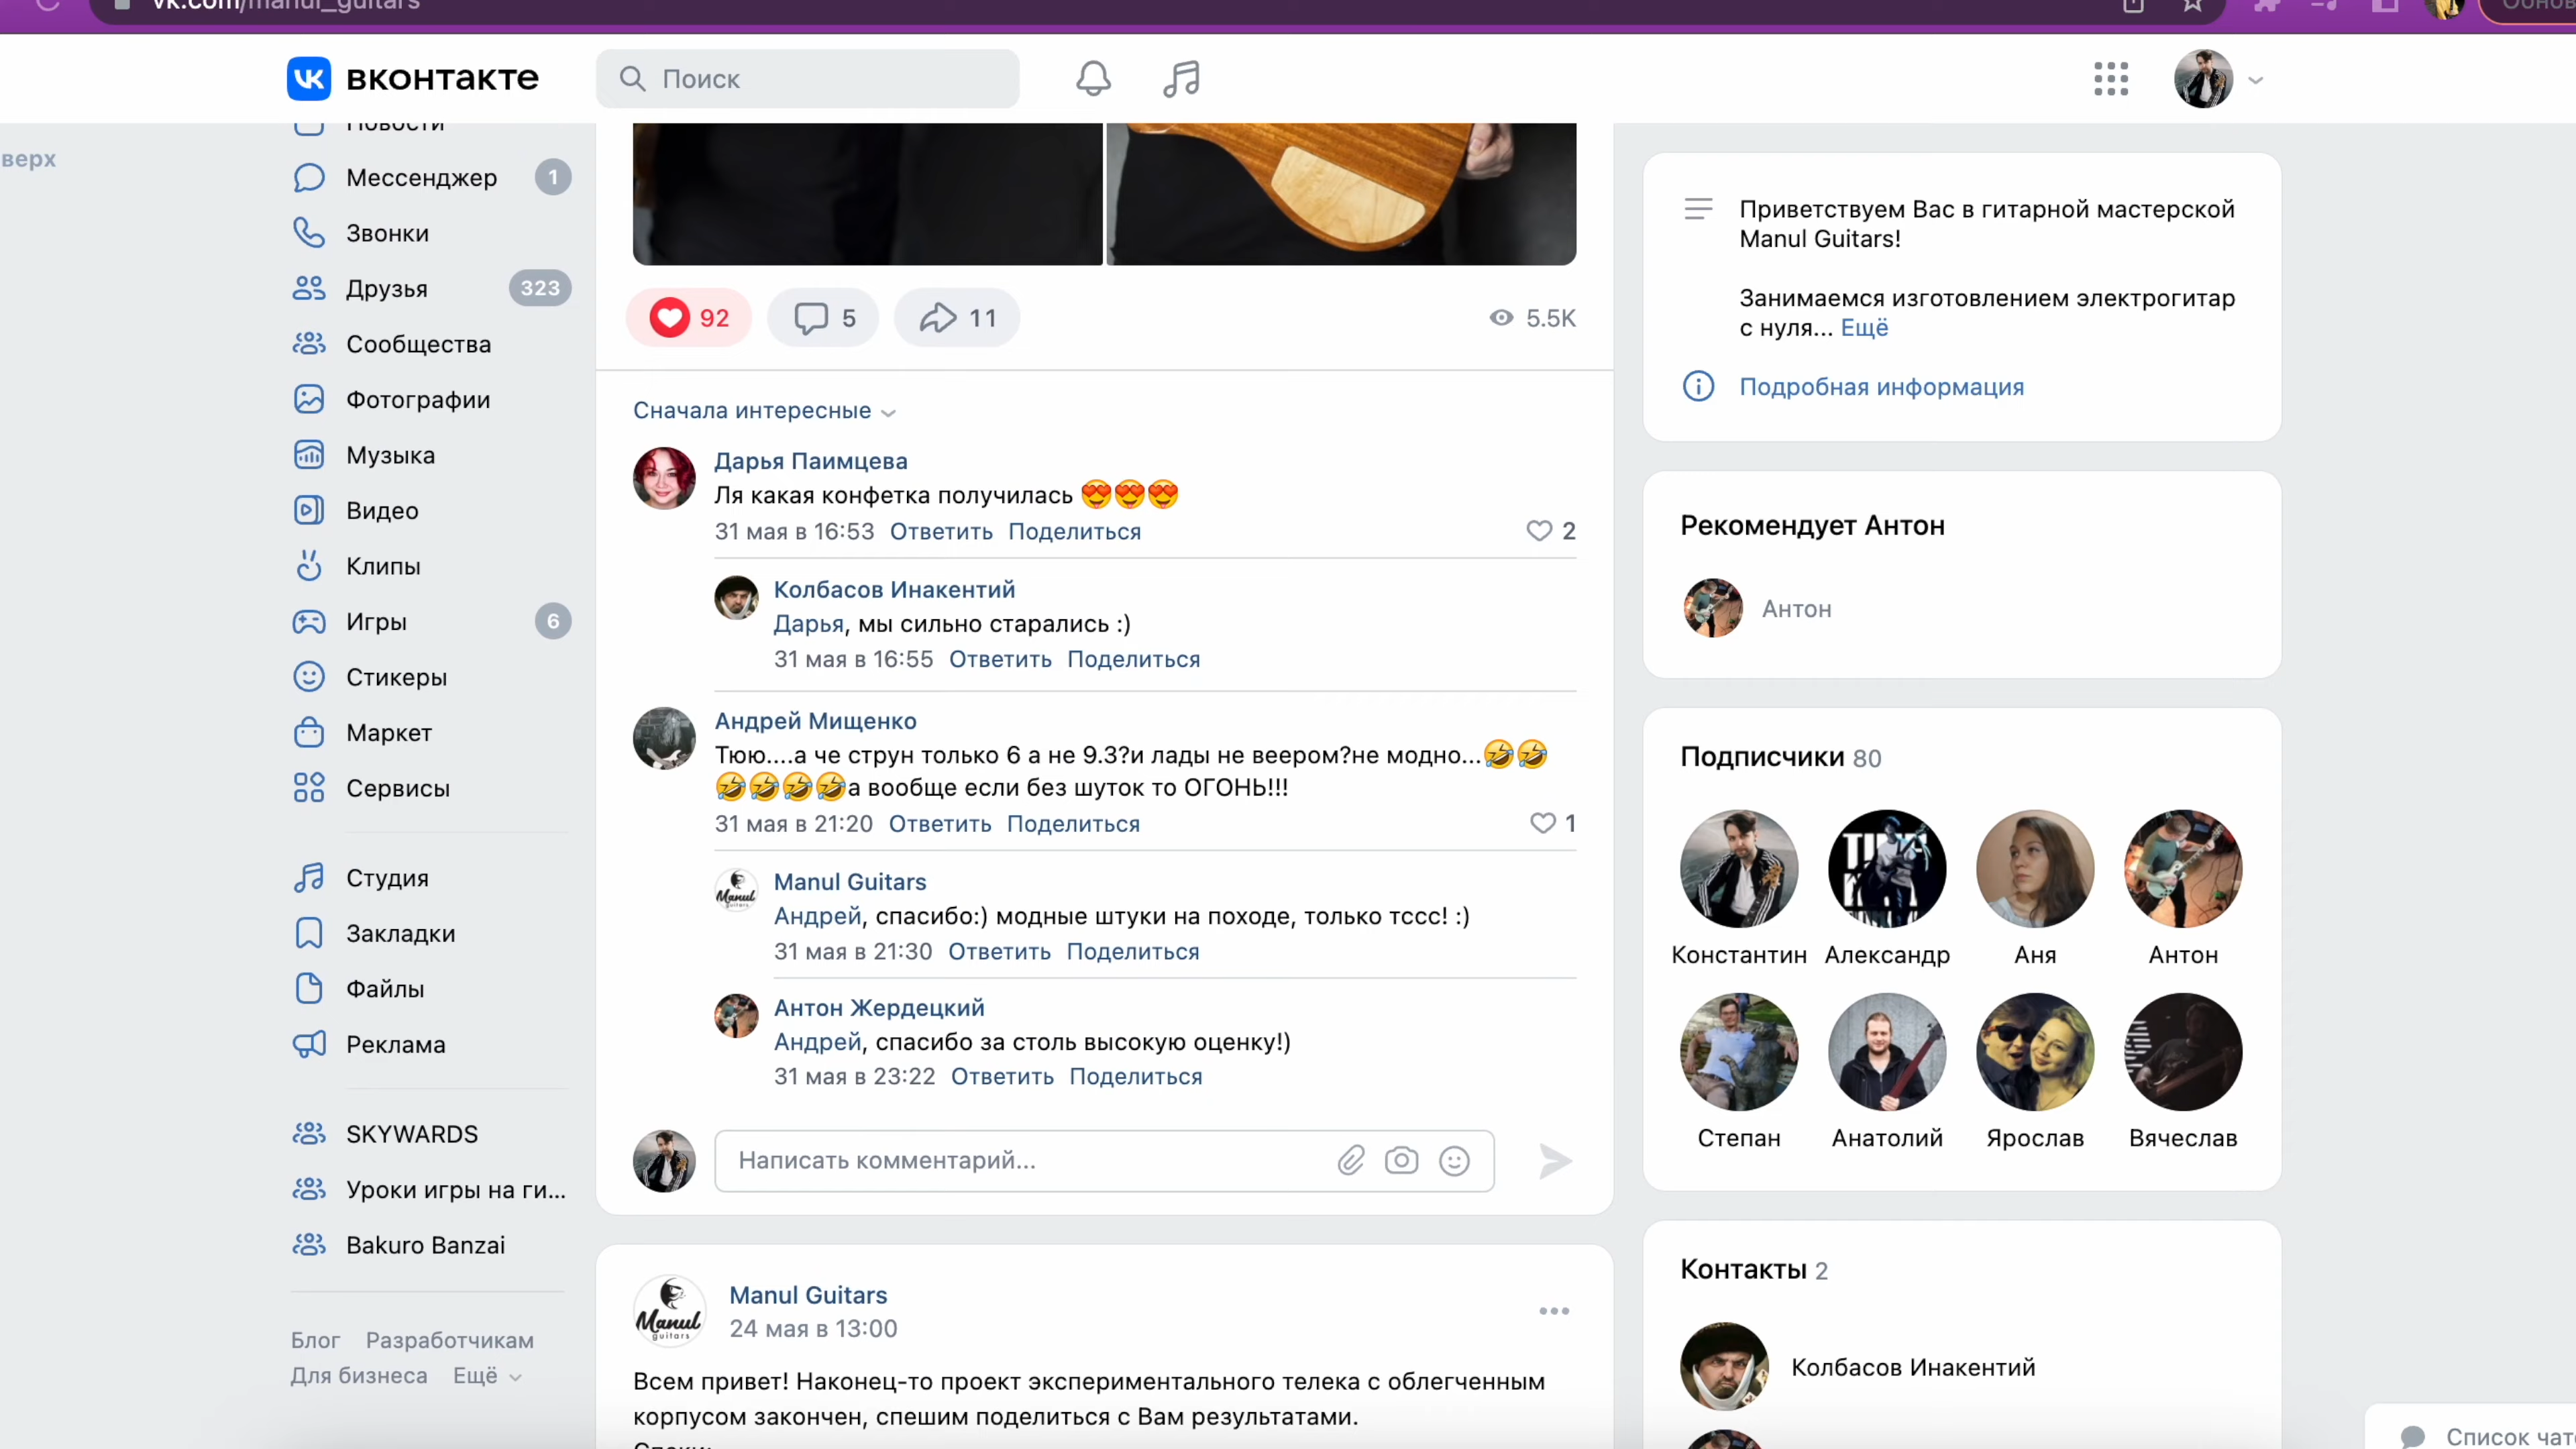 vk.com/manul_guitars
вконтакте
Поиск
верх
Новости
Мессенджер 1
Звонки
Друзья 323
Сообщества
Фотографии
Музыка
Видео
Клипы
Игры 6
Стикеры
Маркет
Сервисы
Студия
Закладки
Файлы
Реклама
SKYWARDS
Уроки игры на ги...
Bakuro Banzai
Блог Разработчикам
Для бизнеса Ещё
92 5 11 5.5K
Сначала интересные
Дарья Паимцева
Ля какая конфетка получилась 😍😍😍
31 мая в 16:53 Ответить Поделиться 2
Колбасов Инакентий
Дарья, мы сильно старались :)
31 мая в 16:55 Ответить Поделиться
Андрей Мищенко
Тюю....а че струн только 6 а не 9.3?и лады не веером?не модно...🤣🤣
🤣🤣🤣🤣а вообще если без шуток то ОГОНЬ!!!
31 мая в 21:20 Ответить Поделиться 1
Manul Guitars
Андрей, спасибо:) модные штуки на походе, только тссс! :)
31 мая в 21:30 Ответить Поделиться
Антон Жердецкий
Андрей, спасибо за столь высокую оценку!)
31 мая в 23:22 Ответить Поделиться
Написать комментарий...
Manul guitars
Manul Guitars
24 мая в 13:00
Всем привет! Наконец-то проект экспериментального телека с облегченным
корпусом закончен, спешим поделиться с Вам результатами.
Приветствуем Вас в гитарной мастерской
Manul Guitars!
Занимаемся изготовлением электрогитар
с нуля... Ещё
Подробная информация
Рекомендует Антон
Антон
Подписчики 80
Константин Александр Аня Антон
Степан Анатолий Ярослав Вячеслав
Контакты 2
Колбасов Инакентий
Список чат